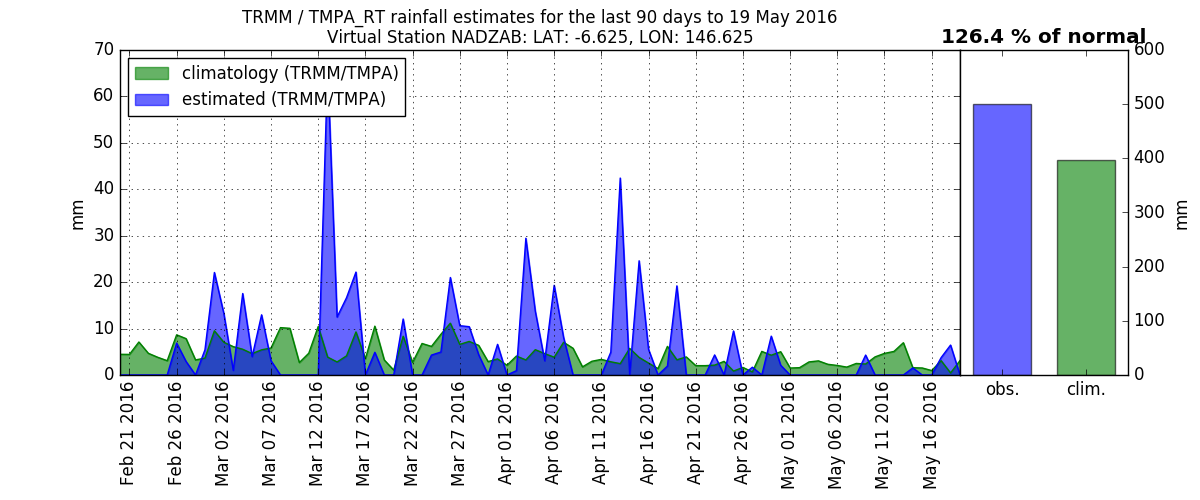 TRMM / TMPA_RT rainfall estimates for the last 90 days to 19 May 2016
Virtual Station NADZAB: LAT: -6.625, LON: 146.625
126.4 % of normal
climatology (TRMM/TMPA)
estimated (TRMM/TMPA)
70
60
50
40
30
20
10
0
mm
600
500
400
300
200
100
0
mm
obs.
clim.
Feb 21 2016
Feb 26 2016
Mar 02 2016
Mar 07 2016
Mar 12 2016
Mar 17 2016
Mar 22 2016
Mar 27 2016
Apr 01 2016
Apr 06 2016
Apr 11 2016
Apr 16 2016
Apr 21 2016
Apr 26 2016
May 01 2016
May 06 2016
May 11 2016
May 16 2016